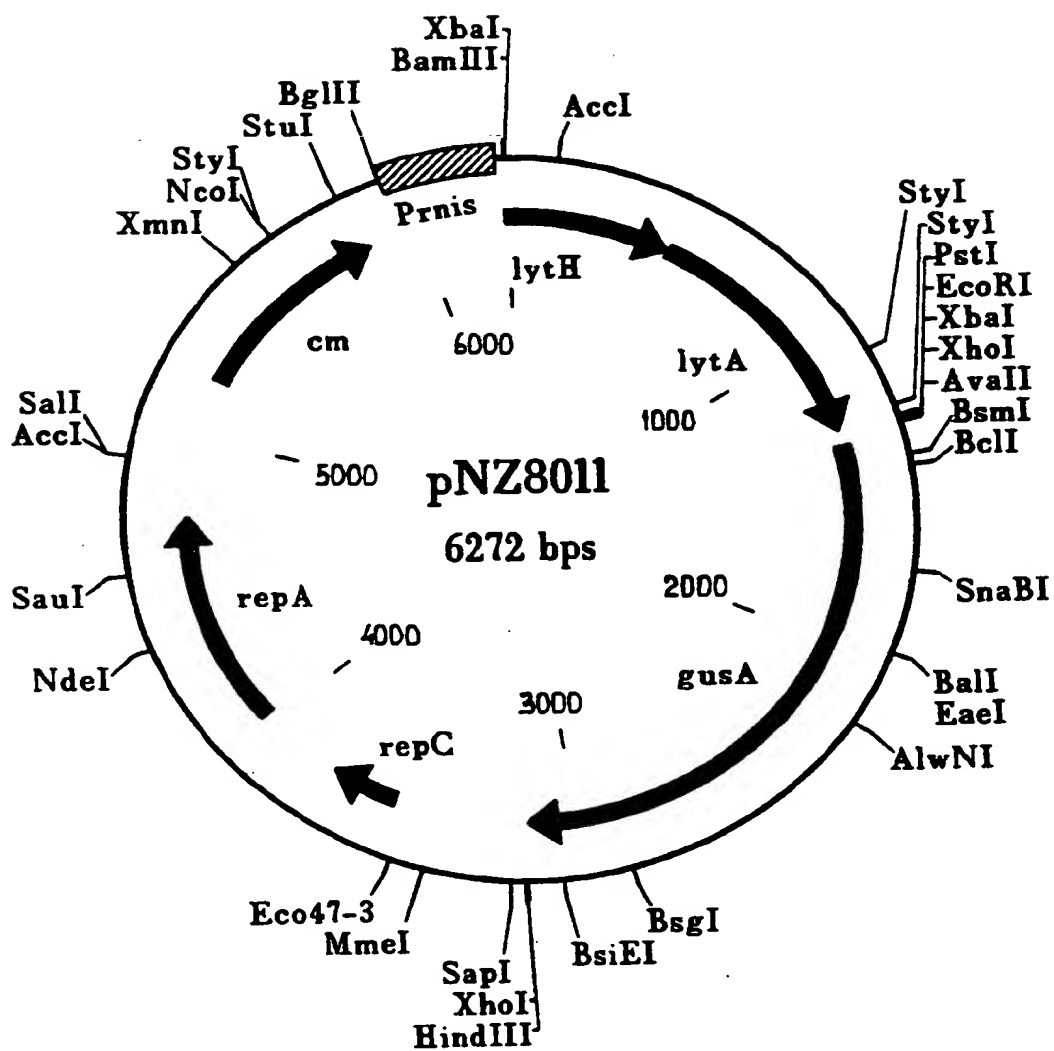 XbaI
BamIII
AccI
BglII
StuI
StyI
NcoI
XmnI
Prnis
lytH
StyI
StyI
PstI
EcoRI
XbaI
XhoI
AvaII
BsmI
BclI
cm
6000
lytA
1000
SalI
AccI
5000
pNZ8011
6272 bps
SauI
repA
2000
SnaBI
4000
NdeI
gusA
BalI
EaeI
3000
repC
AlwNI
Eco47-3
MmeI
BsgI
BsiEI
SapI
XhoI
HindIII